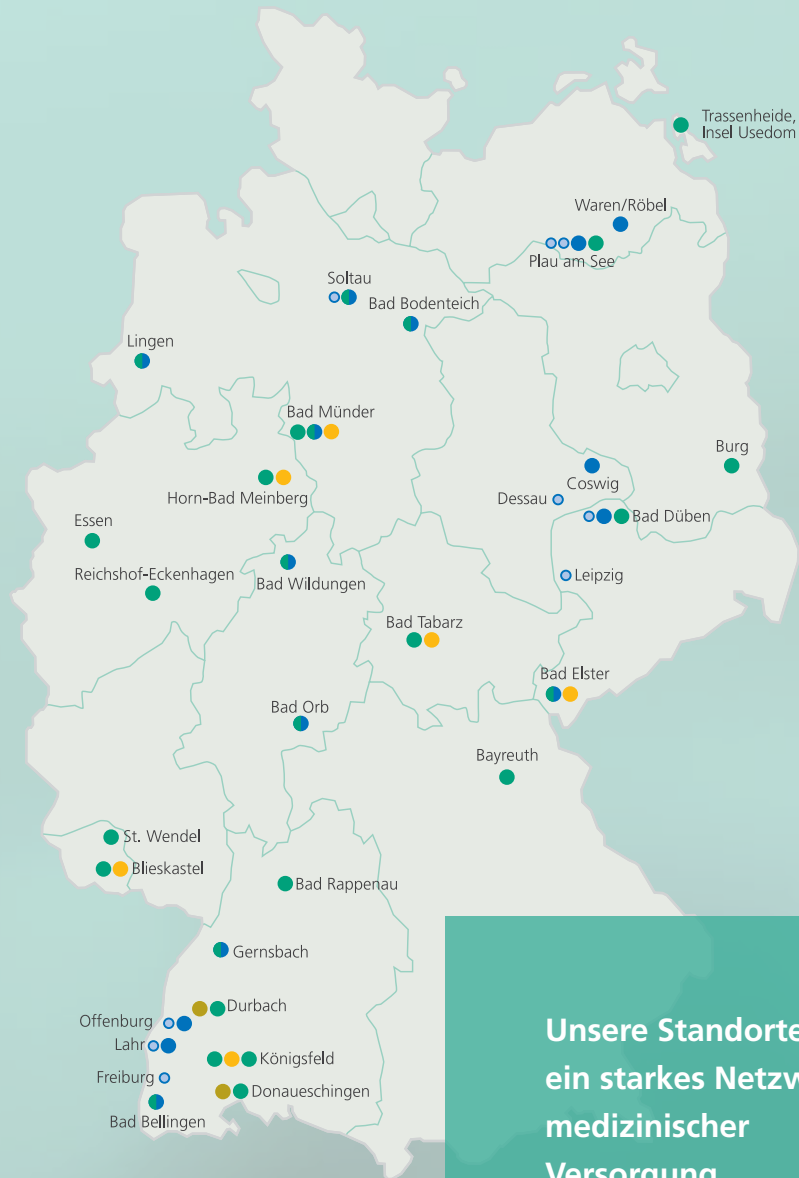 Trassenheide,
Insel Usedom
Waren/Röbel
Plau am See
Soltau
Bad Bodenteich
Lingen
Bad Münder
Burg
Coswig
Horn-Bad Meinberg
Dessau
Bad Düben
Essen
Reichshof-Eckenhagen
Bad Wildungen
Leipzig
Bad Tabarz
Bad Elster
Bad Orb
Bayreuth
St. Wendel
Blieskastel
Bad Rappenau
Gernsbach
Durbach
Offenburg
Lahr
Königsfeld
Freiburg
Donaueschingen
Bad Bellingen
Unsere Standorte
ein starkes Netzw
medizinischer
Versorgung